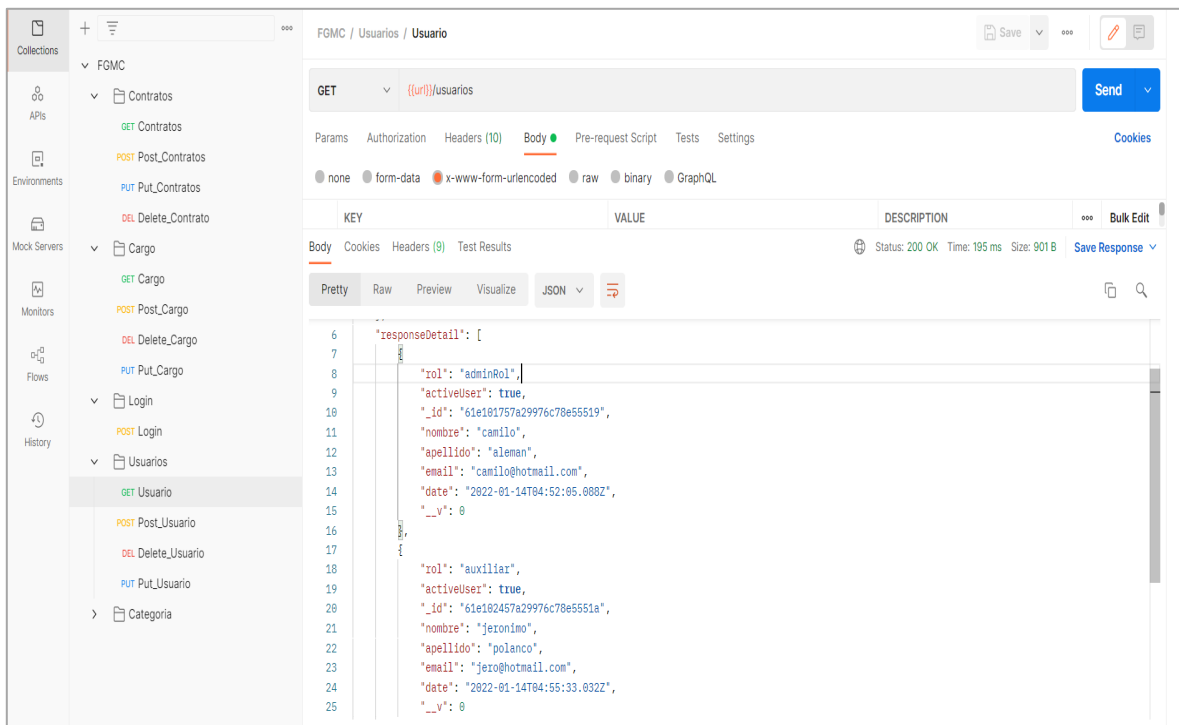 Collections
APIs
Environments
Mock Servers
Monitors
Flows
History
FGMC
Contratos
GET Contratos
POST Post_Contratos
PUT Put_Contratos
DEL Delete_Contrato
Cargo
GET Cargo
POST Post_Cargo
DEL Delete_Cargo
PUT Put_Cargo
Login
POST Login
Usuarios
GET Usuario
POST Post_Usuario
DEL Delete_Usuario
PUT Put_Usuario
Categoria
FGMC / Usuarios / Usuario
Save
GET {{url}}/usuarios
Send
Params Authorization Headers (10) Body Pre-request Script Tests Settings Cookies
none form-data x-www-form-urlencoded raw binary GraphQL
KEY VALUE DESCRIPTION Bulk Edit
Body Cookies Headers (9) Test Results Status: 200 OK Time: 195 ms Size: 901 B Save Response
Pretty Raw Preview Visualize JSON
6 "responseDetail": [
7 {
8 "rol": "adminRol",
9 "activeUser": true,
10 "_id": "61e101757a29976c78e55519",
11 "nombre": "camilo",
12 "apellido": "aleman",
13 "email": "camilo@hotmail.com",
14 "date": "2022-01-14T04:52:05.088Z",
15 "__v": 0
16 },
17 {
18 "rol": "auxiliar",
19 "activeUser": true,
20 "_id": "61e102457a29976c78e5551a",
21 "nombre": "jeronimo",
22 "apellido": "polanco",
23 "email": "jero@hotmail.com",
24 "date": "2022-01-14T04:55:33.032Z",
25 "__v": 0